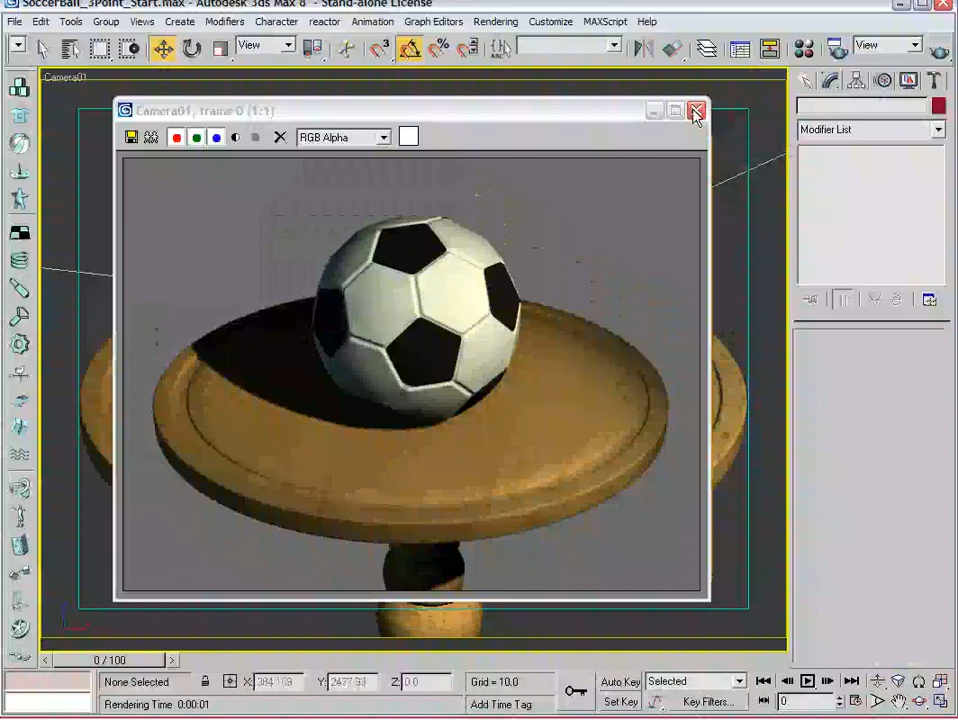 SoccerBall_3Point_Start.max - Autodesk 3ds Max 8 - Stand-alone License
File Edit Tools Group Views Create Modifiers Character reactor Animation Graph Editors Rendering Customize MAXScript Help
View View
Camera01
Camera01, frame 0 (1:1)
RGB Alpha
Modifier List
0 / 100
None Selected X: Y: Z: 0.0 Grid = 10.0 Auto Key Selected
Rendering Time 0:00:01 Add Time Tag Set Key Key Filters... 0